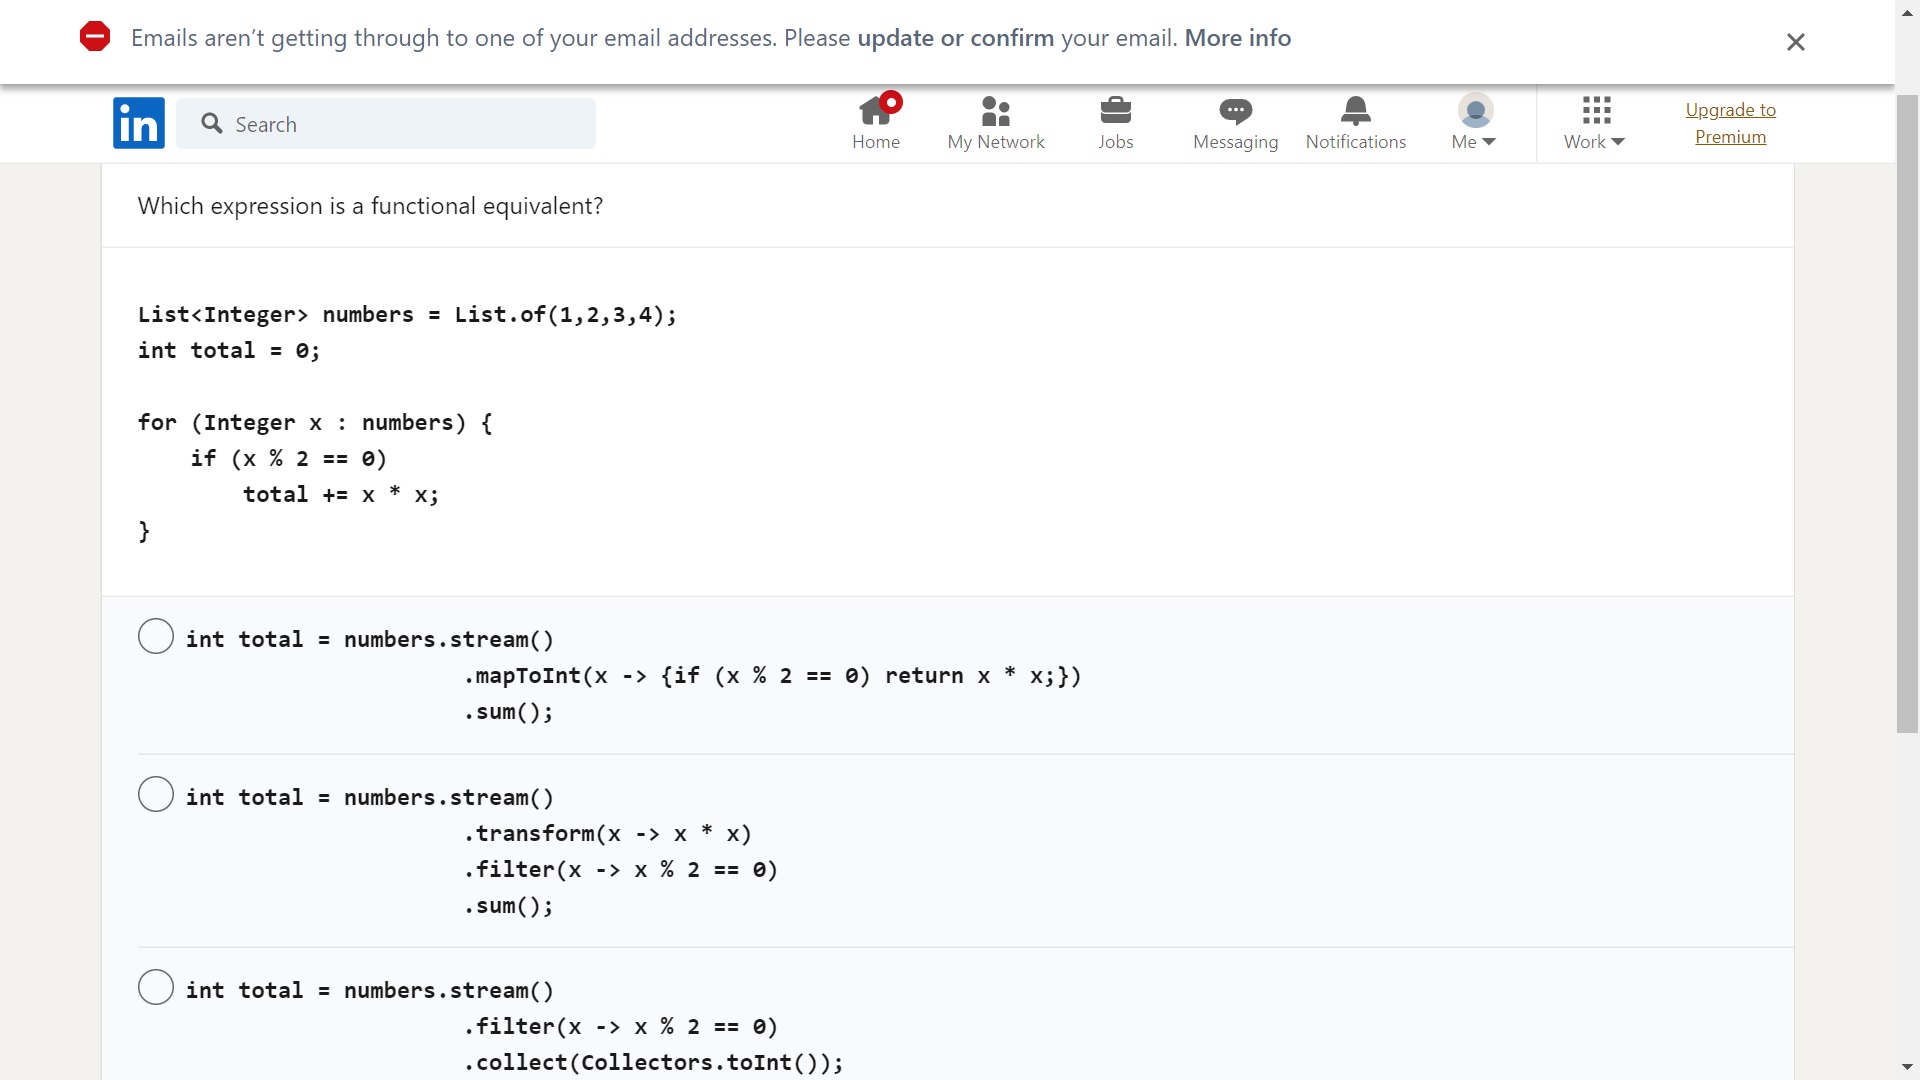 Emails aren't getting through to one of your email addresses. Please update or confirm your email. More info
in
Search
Home
My Network
Jobs
Messaging
Notifications
Me
Work
Upgrade to
Premium
Which expression is a functional equivalent?
List<Integer> numbers = List.of(1,2,3,4);
int total = 0;
for (Integer x : numbers) {
    if (x % 2 == 0)
        total += x * x;
}
int total = numbers.stream()
.mapToInt(x -> {if (x % 2 == 0) return x * x;})
.sum();
int total = numbers.stream()
.transform(x -> x * x)
.filter(x -> x % 2 == 0)
.sum();
int total = numbers.stream()
.filter(x -> x % 2 == 0)
.collect(Collectors.toInt());